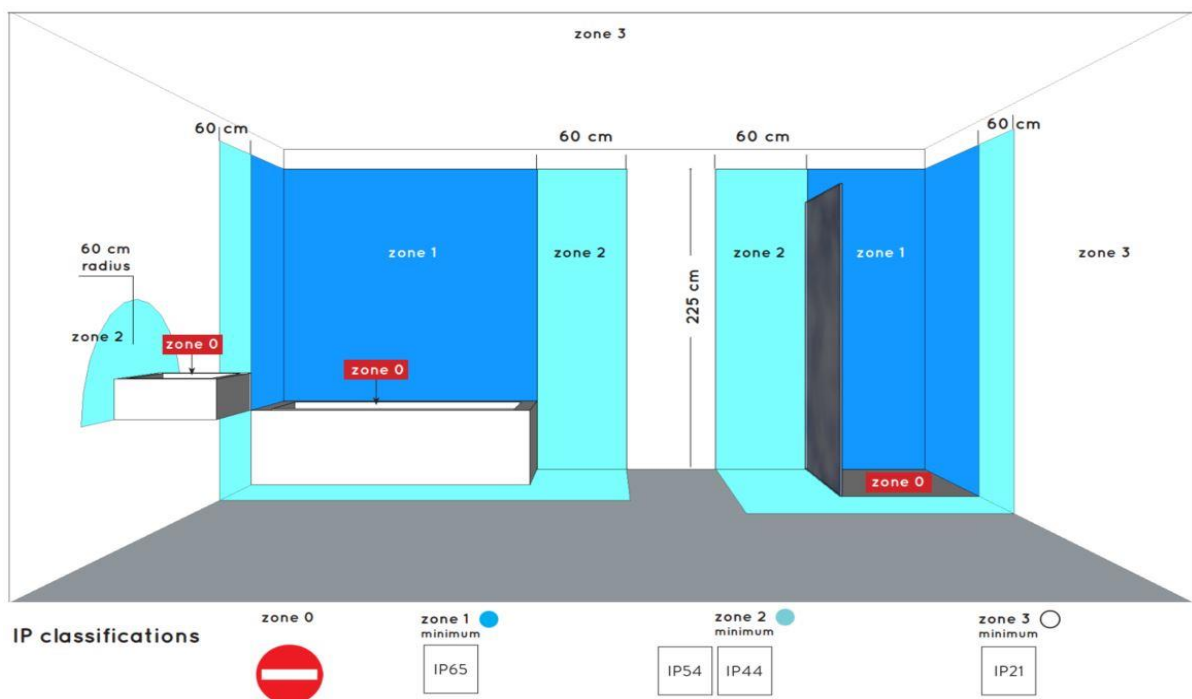 zone 3
60 cm
60 cm
60 cm
60 cm
60 cm
radius
zone 1
zone 2
zone 2
zone 1
zone 3
225 cm
zone 2
zone 0
zone 0
zone 0
IP classifications
zone 0
zone 1
minimum
IP65
zone 2
minimum
IP54
IP44
zone 3
minimum
IP21